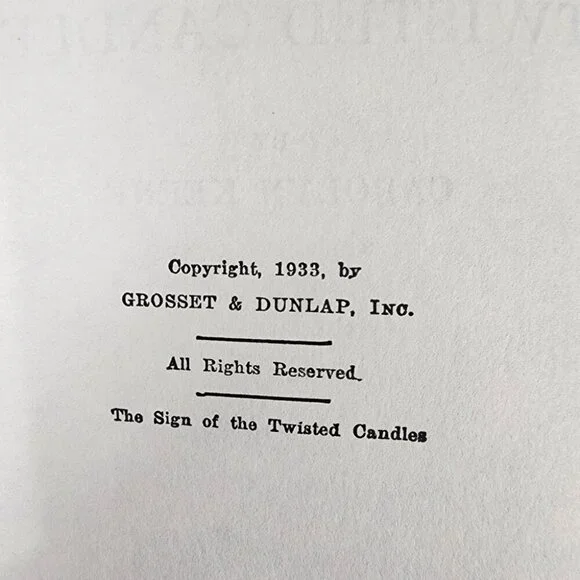 Copyright, 1933, by
GROSSET & DUNLAP, INC.
All Rights Reserved
The Sign of the Twisted Candles